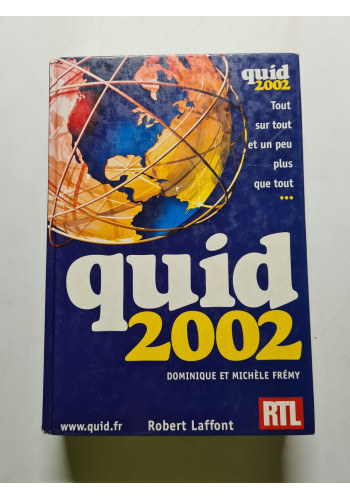 quid
2002
Tout
sur tout
et un peu
plus
que tout
...
quid
2002
DOMINIQUE ET MICHÈLE FRÉMY
www.quid.fr Robert Laffont RTL